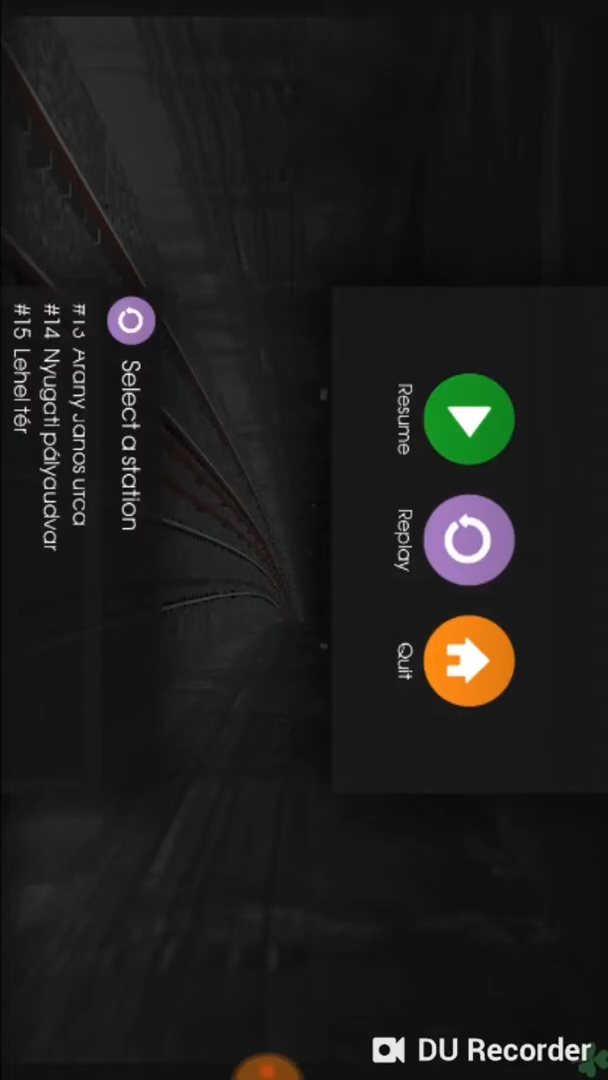 Resume
Replay
Quit
Select a station
#13 Arany János utca
#14 Nyugati pályaudvar
#15 Lehel tér
DU Recorder